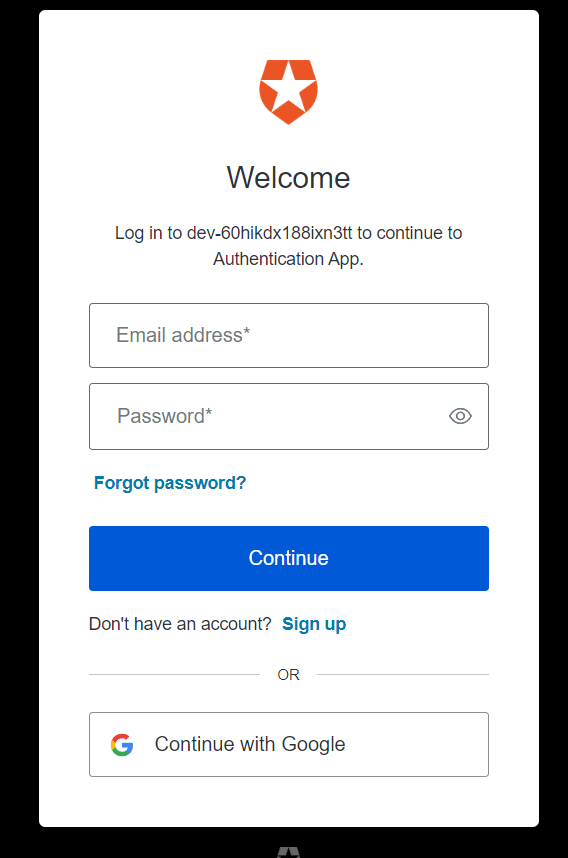 Welcome
Log in to dev-60hikdx188ixn3tt to continue to
Authentication App.
Email address*
Password*
Forgot password?
Continue
Don't have an account? Sign up
OR
Continue with Google